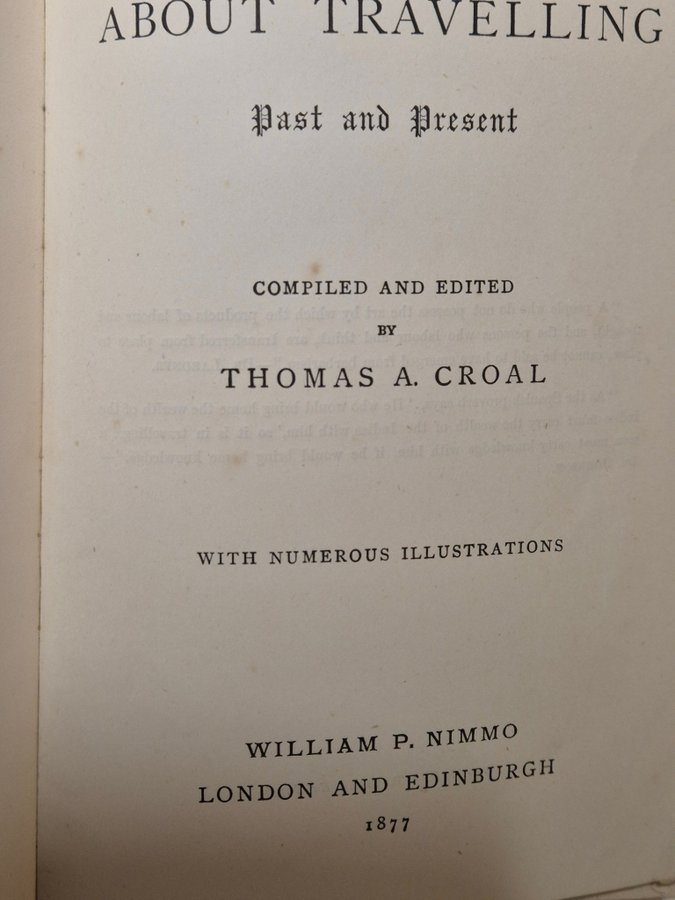 ABOUT TRAVELLING
Past and Present
COMPILED AND EDITED
BY
THOMAS A. CROAL
WITH NUMEROUS ILLUSTRATIONS
WILLIAM P. NIMMO
LONDON AND EDINBURGH
1877